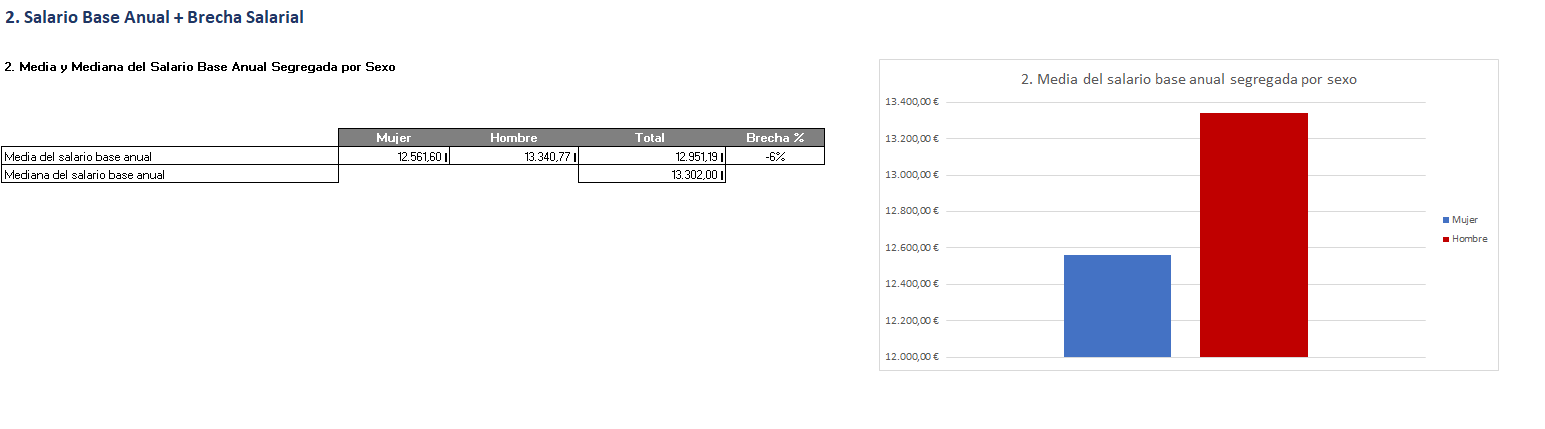 2. Salario Base Anual + Brecha Salarial
2. Media y Mediana del Salario Base Anual Segregada por Sexo
Mujer Hombre Total Brecha %
Media del salario base anual 12.561,60 13.340,77 12.951,19 -6%
Mediana del salario base anual 13.302,00
2. Media del salario base anual segregada por sexo
13.400,00 €
13.200,00 €
13.000,00 €
12.800,00 €
12.600,00 €
12.400,00 €
12.200,00 €
12.000,00 €
Mujer
Hombre